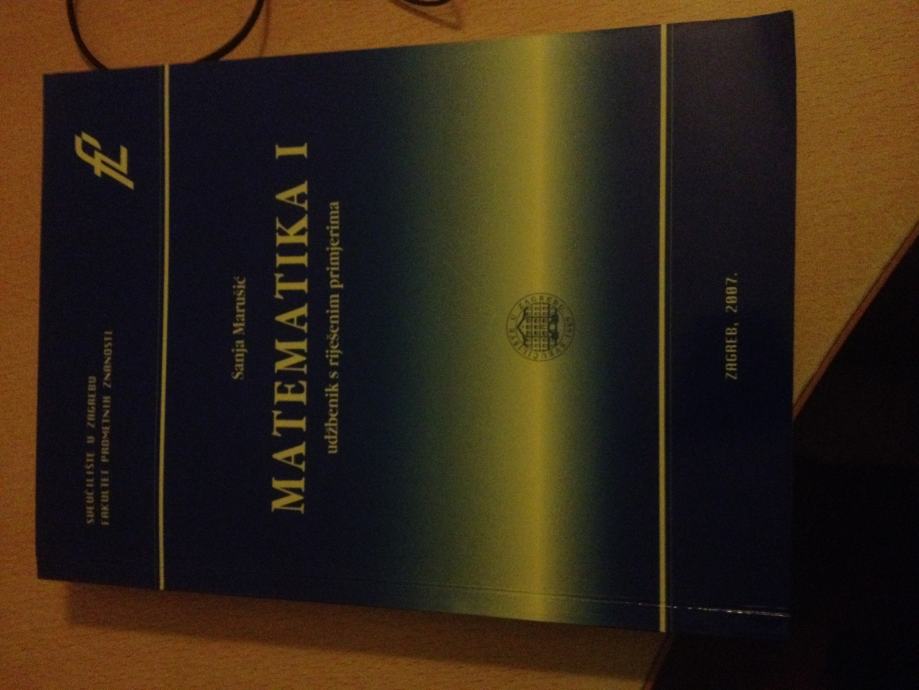 SVEUČILIŠTE U ZAGREBU
FAKULTET PROMETNIH ZNANOSTI
Sanja Marušić
MATEMATIKA I
udžbenik s riješenim primjerima
ZAGREB, 2007.